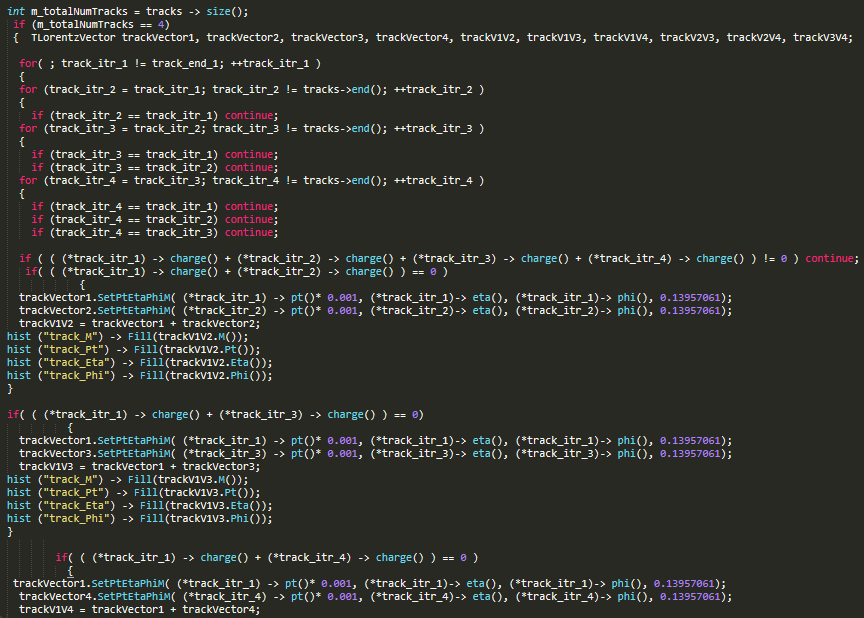 int m_totalNumTracks = tracks -> size();
if (m_totalNumTracks == 4)
{ TLorentzVector trackVector1, trackVector2, trackVector3, trackVector4, trackV1V2, trackV1V3, trackV1V4, trackV2V3, trackV2V4, trackV3V4;
for( ; track_itr_1 != track_end_1; ++track_itr_1 )
{
for (track_itr_2 = track_itr_1; track_itr_2 != tracks->end(); ++track_itr_2 )
{
if (track_itr_2 == track_itr_1) continue;
for (track_itr_3 = track_itr_2; track_itr_3 != tracks->end(); ++track_itr_3 )
{
if (track_itr_3 == track_itr_1) continue;
if (track_itr_3 == track_itr_2) continue;
for (track_itr_4 = track_itr_3; track_itr_4 != tracks->end(); ++track_itr_4 )
{
if (track_itr_4 == track_itr_1) continue;
if (track_itr_4 == track_itr_2) continue;
if (track_itr_4 == track_itr_3) continue;
if ( ( (*track_itr_1) -> charge() + (*track_itr_2) -> charge() + (*track_itr_3) -> charge() + (*track_itr_4) -> charge() ) != 0 ) continue;
if( ( (*track_itr_1) -> charge() + (*track_itr_2) -> charge() ) == 0 )
{
trackVector1.SetPtEtaPhiM( (*track_itr_1) -> pt()* 0.001, (*track_itr_1)-> eta(), (*track_itr_1)-> phi(), 0.13957061);
trackVector2.SetPtEtaPhiM( (*track_itr_2) -> pt()* 0.001, (*track_itr_2)-> eta(), (*track_itr_2)-> phi(), 0.13957061);
trackV1V2 = trackVector1 + trackVector2;
hist ("track_M") -> Fill(trackV1V2.M());
hist ("track_Pt") -> Fill(trackV1V2.Pt());
hist ("track_Eta") -> Fill(trackV1V2.Eta());
hist ("track_Phi") -> Fill(trackV1V2.Phi());
}
if( ( (*track_itr_1) -> charge() + (*track_itr_3) -> charge() ) == 0)
{
trackVector1.SetPtEtaPhiM( (*track_itr_1) -> pt()* 0.001, (*track_itr_1)-> eta(), (*track_itr_1)-> phi(), 0.13957061);
trackVector3.SetPtEtaPhiM( (*track_itr_3) -> pt()* 0.001, (*track_itr_3)-> eta(), (*track_itr_3)-> phi(), 0.13957061);
trackV1V3 = trackVector1 + trackVector3;
hist ("track_M") -> Fill(trackV1V3.M());
hist ("track_Pt") -> Fill(trackV1V3.Pt());
hist ("track_Eta") -> Fill(trackV1V3.Eta());
hist ("track_Phi") -> Fill(trackV1V3.Phi());
}
if( ( (*track_itr_1) -> charge() + (*track_itr_4) -> charge() ) == 0 )
{
trackVector1.SetPtEtaPhiM( (*track_itr_1) -> pt()* 0.001, (*track_itr_1)-> eta(), (*track_itr_1)-> phi(), 0.13957061);
trackVector4.SetPtEtaPhiM( (*track_itr_4) -> pt()* 0.001, (*track_itr_4)-> eta(), (*track_itr_4)-> phi(), 0.13957061);
trackV1V4 = trackVector1 + trackVector4;